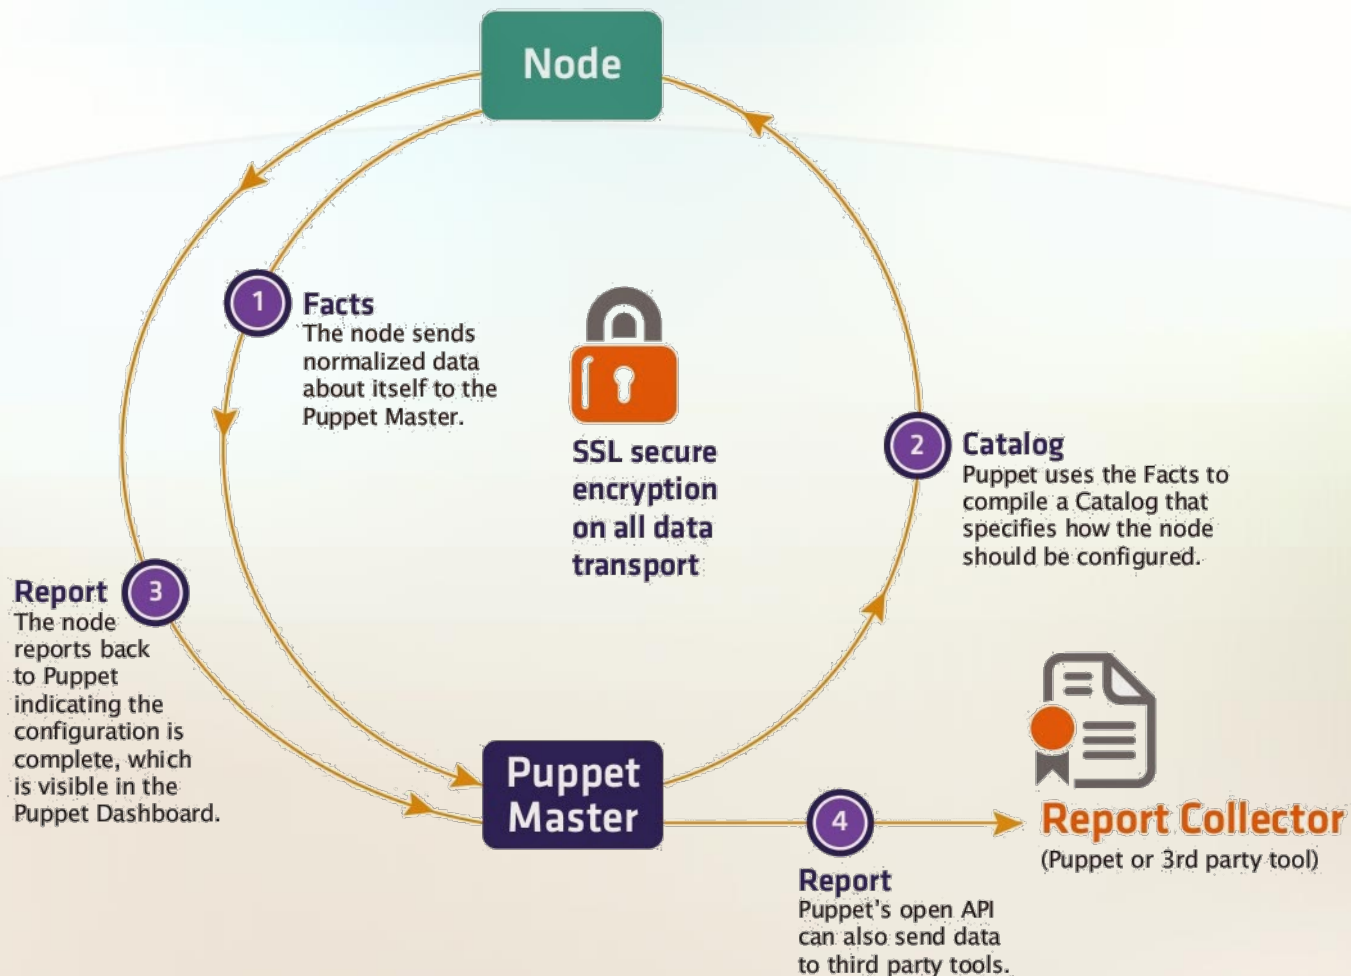 Node
1
Facts
The node sends
normalized data
about itself to the
Puppet Master.
SSL secure
encryption
on all data
transport
2
Catalog
Puppet uses the Facts to
compile a Catalog that
specifies how the node
should be configured.
Report
3
The node
reports back
to Puppet
indicating the
configuration is
complete, which
is visible in the
Puppet Dashboard.
Puppet
Master
4
Report
Puppet's open API
can also send data
to third party tools.
Report Collector
(Puppet or 3rd party tool)